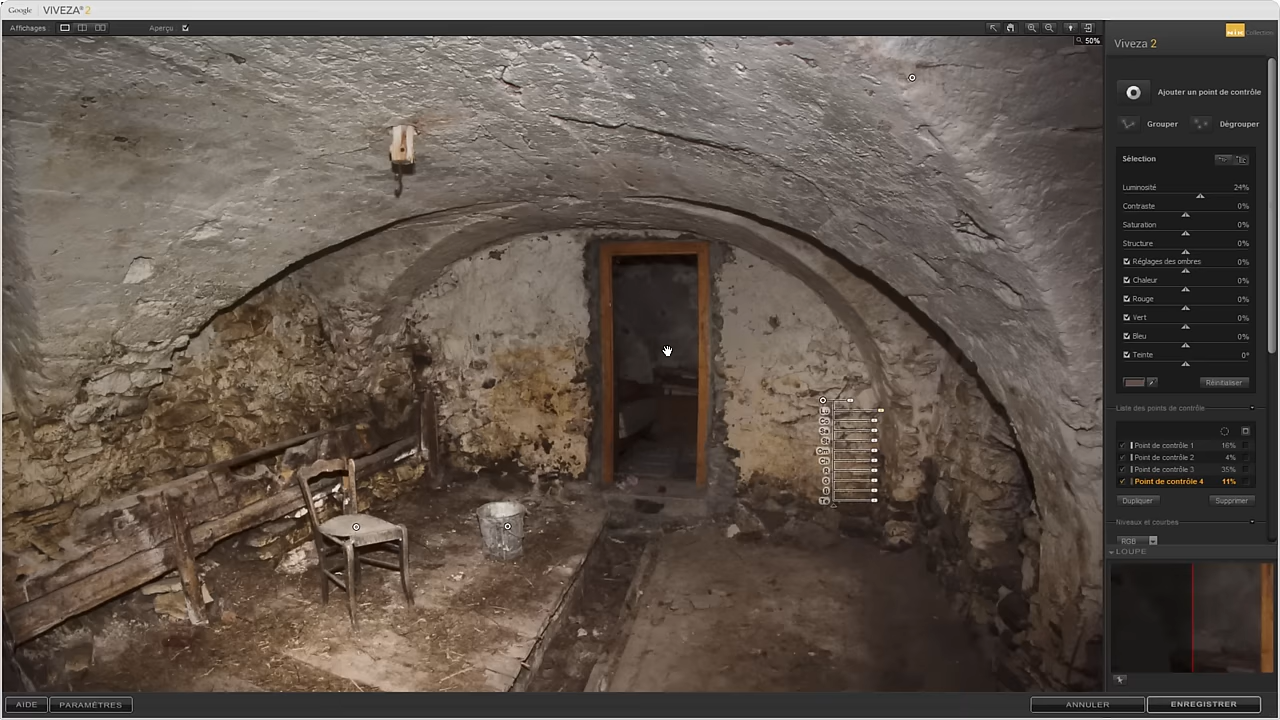 Google VIVEZA® 2
Affichages : Aperçu
50%
Collection
Viveza 2
Ajouter un point de contrôle
Grouper Dégrouper
Sélection
Luminosité 24%
Contraste 0%
Saturation 0%
Structure 0%
Réglages des ombres 0%
Chaleur 0%
Rouge 0%
Vert 0%
Bleu 0%
Teinte 0°
Réinitialiser
Liste des points de contrôle
Point de contrôle 1 16%
Point de contrôle 2 4%
Point de contrôle 3 35%
Point de contrôle 4 11%
Dupliquer Supprimer
Niveaux et courbes
RGB
LOUPE
AIDE PARAMÈTRES ANNULER ENREGISTRER